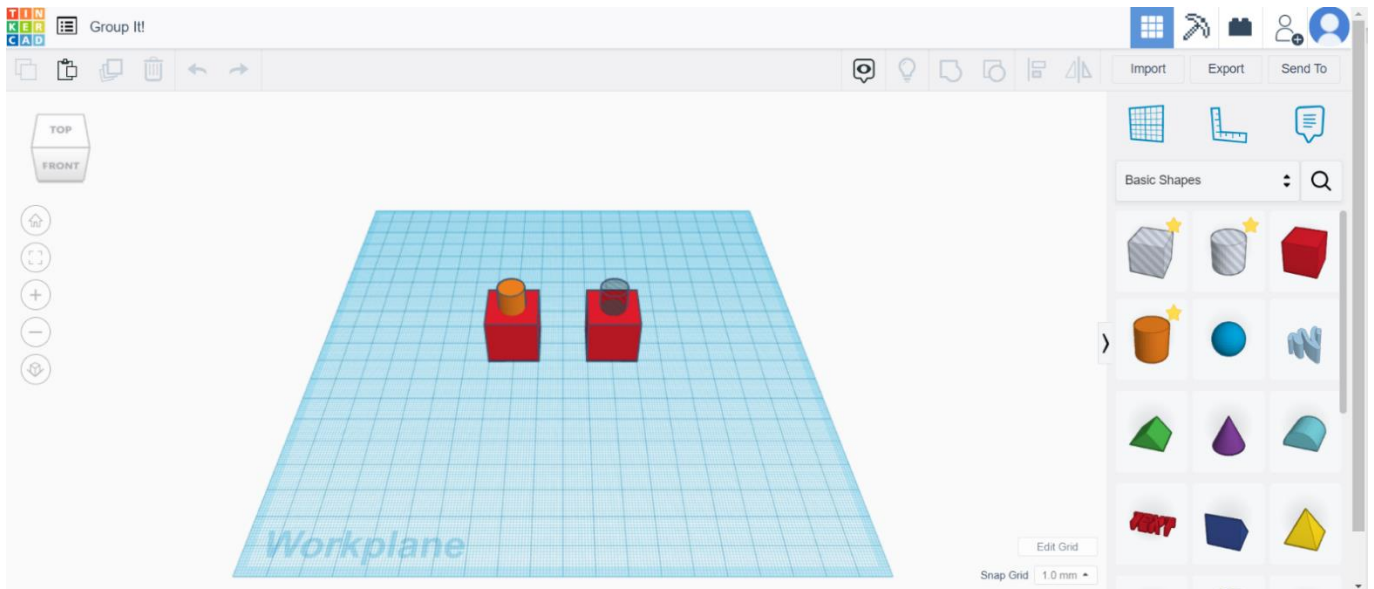 TIN
KER
CAD
Group It!
Import
Export
Send To
TOP
FRONT
Basic Shapes
TEXT
Workplane
Edit Grid
Snap Grid 1.0 mm